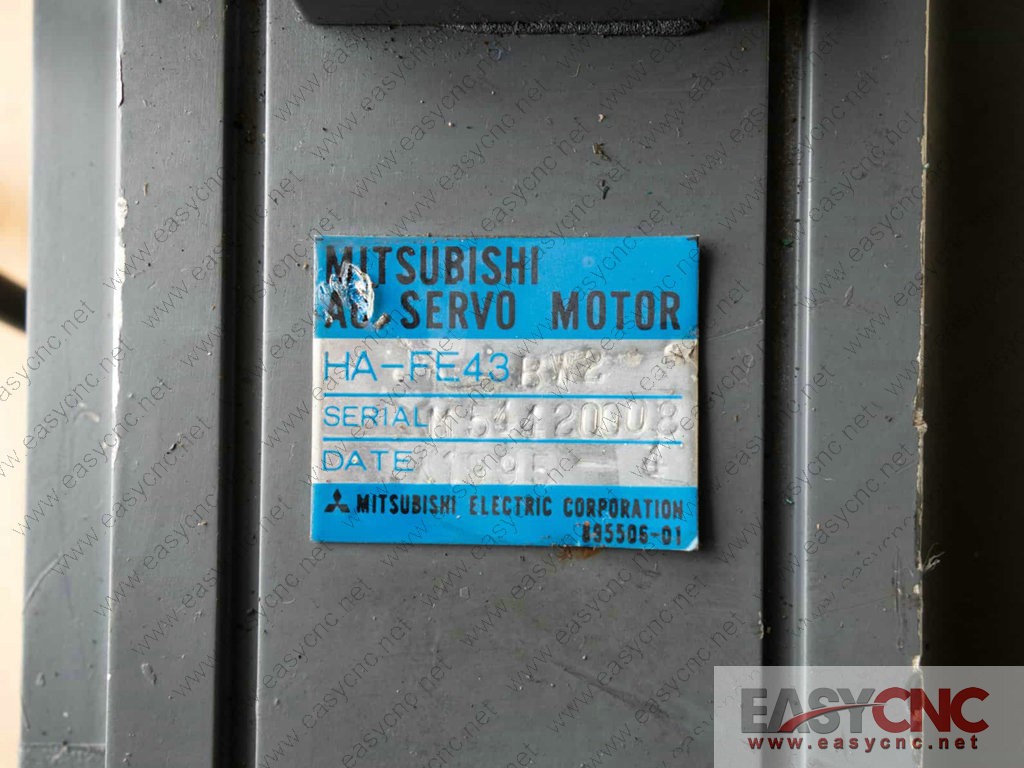 MITSUBISHI
AC SERVO MOTOR
HA-FE43
SERIAL
DATE
MITSUBISHI ELECTRIC CORPORATION
895506-01
EASYCNC
www.easycnc.net